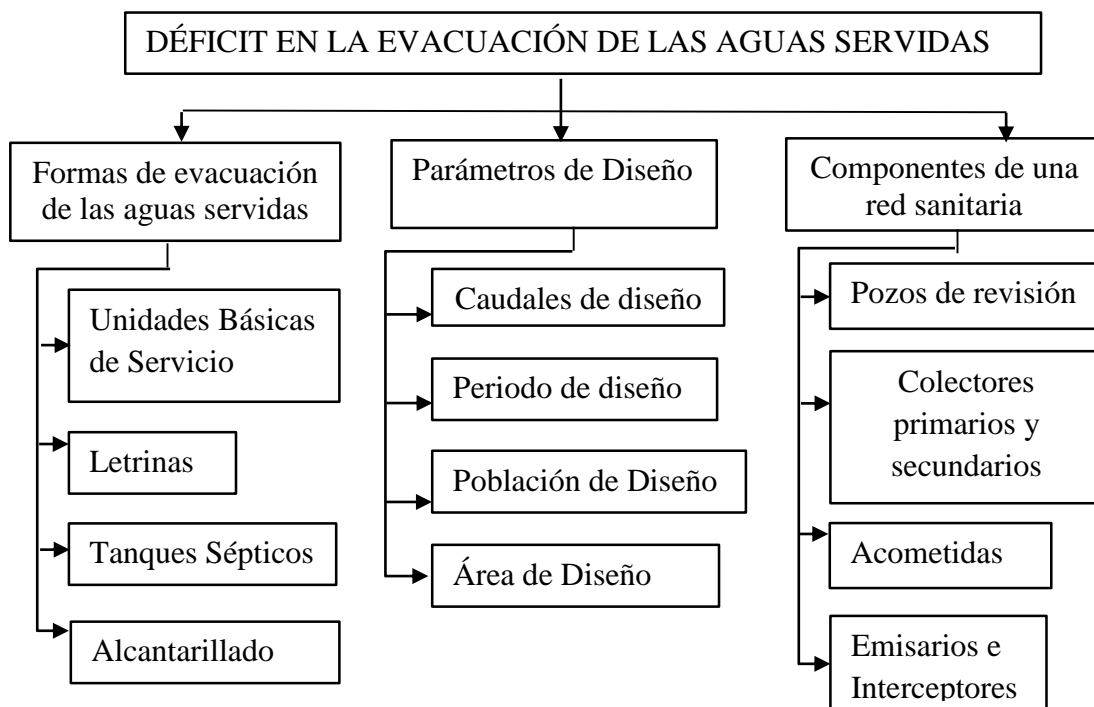 DÉFICIT EN LA EVACUACIÓN DE LAS AGUAS SERVIDAS
Formas de evacuación
de las aguas servidas
Unidades Básicas
de Servicio
Letrinas
Tanques Sépticos
Alcantarillado
Parámetros de Diseño
Caudales de diseño
Periodo de diseño
Población de Diseño
Área de Diseño
Componentes de una
red sanitaria
Pozos de revisión
Colectores
primarios y
secundarios
Acometidas
Emisarios e
Interceptores